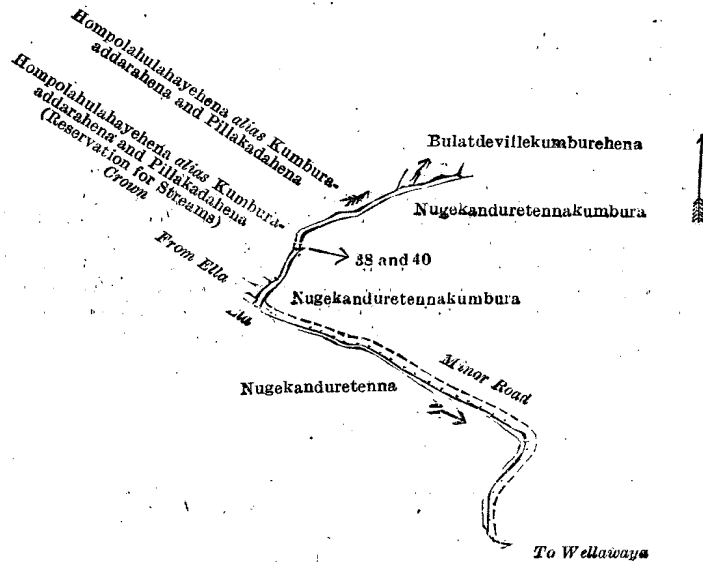 Hompolahulahayehena alias Kumbura-
addarahena and Pillakadahena
Hompolahulahayehena alias Kumbura-
addarahena and Pillakadahena
(Reservation for Streams)
Crown
Bulatdevillekumburehena
Nugekanduretennakumbura
38 and 40
From Ella
Nugekanduretennakumbura
Ela
Minor Road
Nugekanduretenna
To Wellawaya